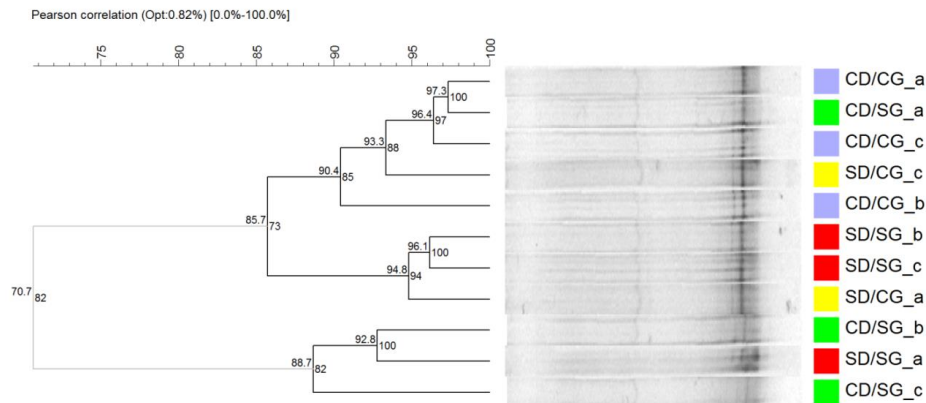 Pearson correlation (Opt:0.82%) [0.0%-100.0%]
75 80 85 90 95 100
97.3 100 CD/CG_a
CD/SG_a
96.4 97 CD/CG_c
93.3 88 SD/CG_c
90.4 85 CD/CG_b
85.7 73 SD/SG_b
96.1 100 SD/SG_c
94.8 94 SD/CG_a
70.7 82 CD/SG_b
92.8 100 SD/SG_a
88.7 82 CD/SG_c